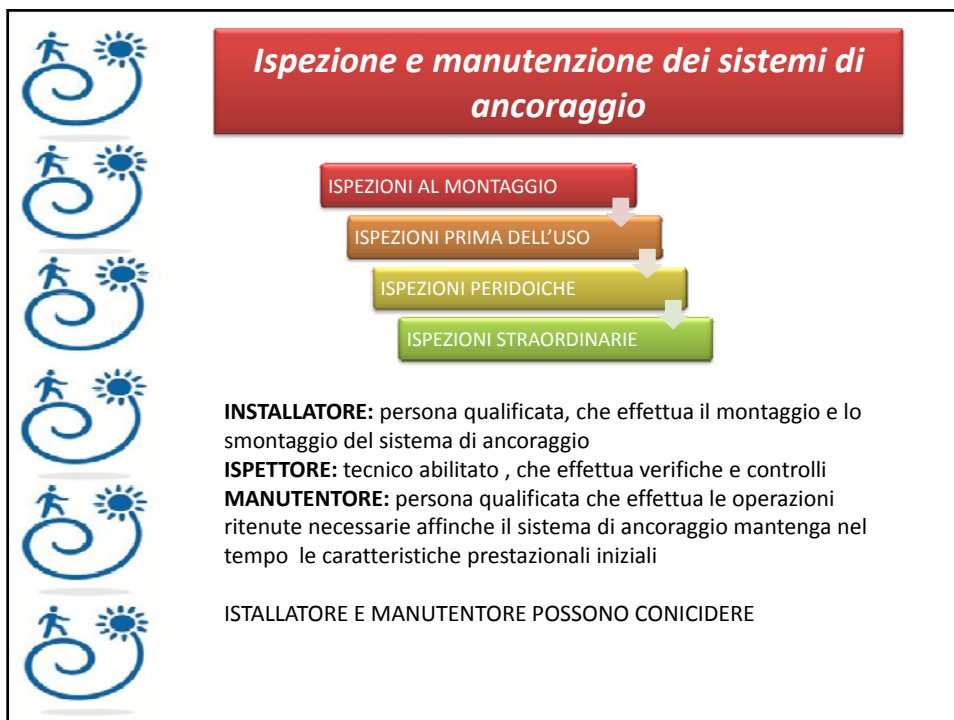 Ispezione e manutenzione dei sistemi di
ancoraggio
ISPEZIONI AL MONTAGGIO
ISPEZIONI PRIMA DELL’USO
ISPEZIONI PERIDOICHE
ISPEZIONI STRAORDINARIE
INSTALLATORE: persona qualificata, che effettua il montaggio e lo
smontaggio del sistema di ancoraggio
ISPETTORE: tecnico abilitato , che effettua verifiche e controlli
MANUTENTORE: persona qualificata che effettua le operazioni
ritenute necessarie affinche il sistema di ancoraggio mantenga nel
tempo le caratteristiche prestazionali iniziali
ISTALLATORE E MANUTENTORE POSSONO CONICIDERE